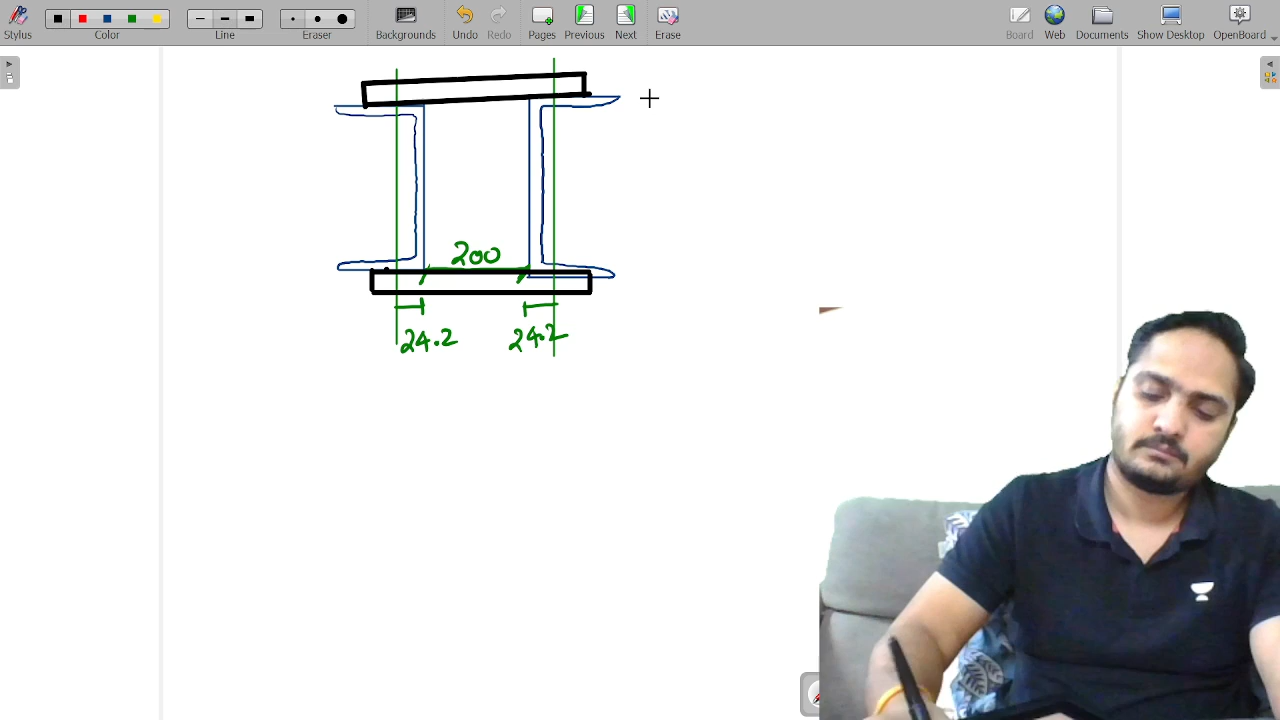 Stylus
Color
Line
Eraser
Backgrounds
Undo
Redo
Pages
Previous
Next
Erase
Board
Web
Documents
Show Desktop
OpenBoard
200
24.2
24.2